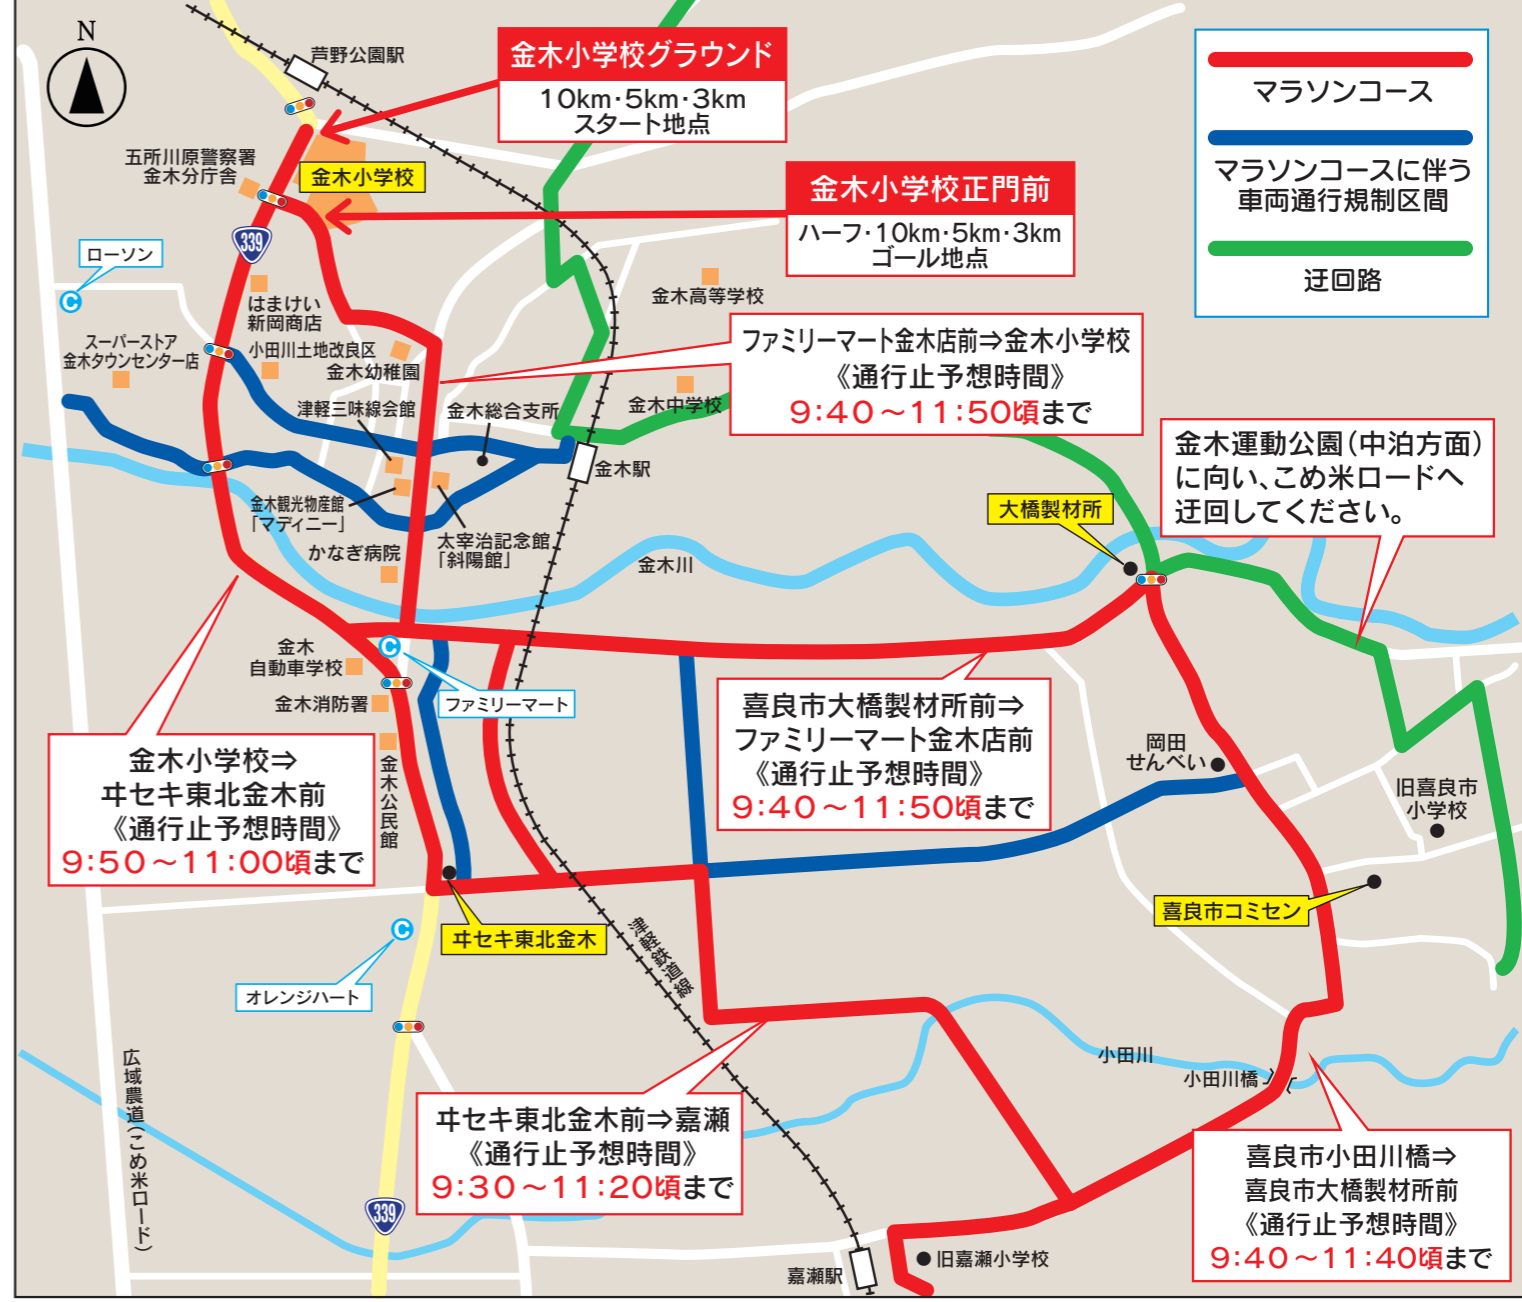 N
芦野公園駅
金木小学校グラウンド
10km・5km・3km
スタート地点
マラソンコース
マラソンコースに伴う
車両通行規制区間
迂回路
五所川原警察署
金木分庁舎
金木小学校
金木小学校正門前
ハーフ・10km・5km・3km
ゴール地点
339
ローソン
C
はまけい
新岡商店
金木高等学校
スーパーストア
金木タウンセンター店
小田川土地改良区
金木幼稚園
ファミリーマート金木店前⇒金木小学校
《通行止予想時間》
9:40～11:50頃まで
津軽三味線会館
金木総合支所
金木中学校
金木駅
金木運動公園(中泊方面)
に向い、こめ米ロードへ
迂回してください。
金木観光物産館
「マディニー」
太宰治記念館
「斜陽館」
かなぎ病院
大橋製材所
金木川
金木
自動車学校
C
金木消防署
ファミリーマート
金木公民館
金木小学校⇒
ヰセキ東北金木前
《通行止予想時間》
9:50～11:00頃まで
喜良市大橋製材所前⇒
ファミリーマート金木店前
《通行止予想時間》
9:40～11:50頃まで
岡田
せんべい
旧喜良市
小学校
喜良市コミセン
ヰセキ東北金木
C
オレンジハート
津軽鉄道線
広域農道(こめ米ロード)
小田川
小田川橋
ヰセキ東北金木前⇒嘉瀬
《通行止予想時間》
9:30～11:20頃まで
喜良市小田川橋⇒
喜良市大橋製材所前
《通行止予想時間》
9:40～11:40頃まで
339
旧嘉瀬小学校
嘉瀬駅